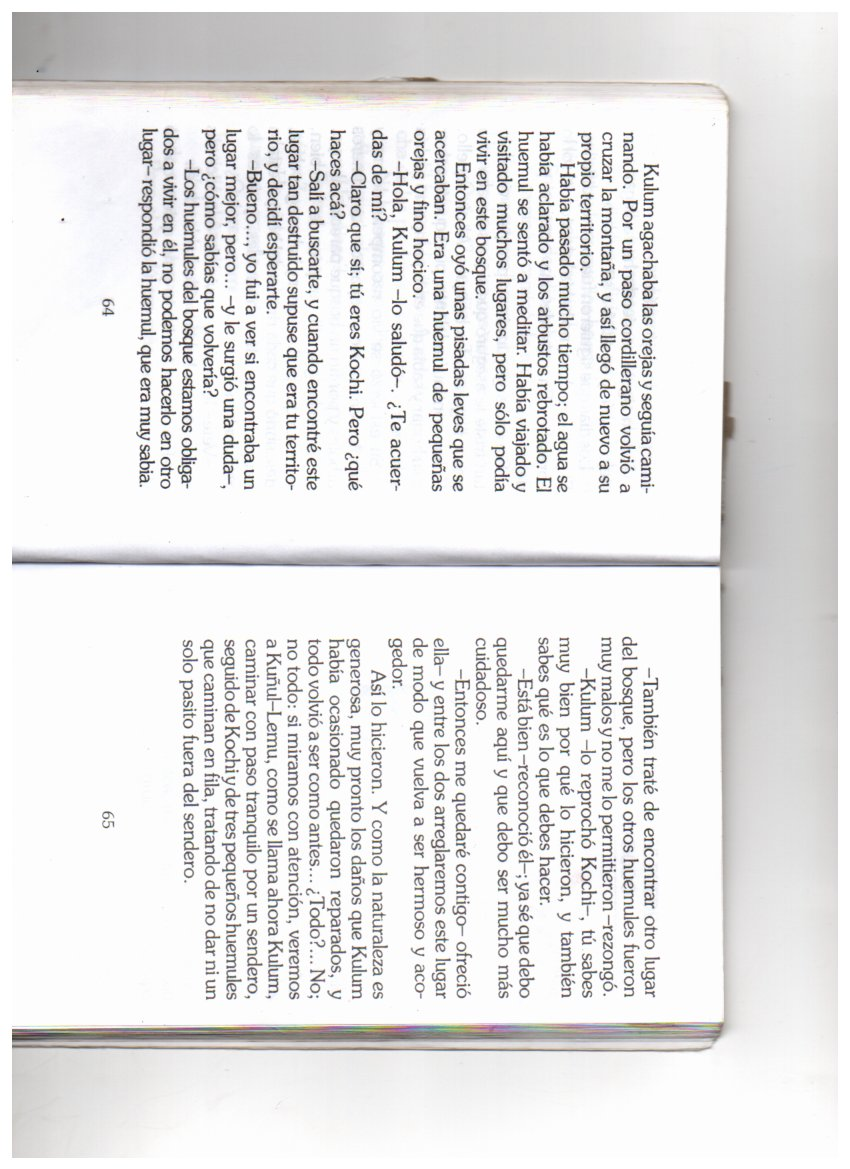 Kulum agachaba las orejas y seguía cami-
nando. Por un paso cordillerano volvió a
cruzar la montaña, y así llegó de nuevo a su
propio territorio.
Había pasado mucho tiempo; el agua se
había aclarado y los arbustos rebrotado. El
huemul se sentó a meditar. Había viajado y
visitado muchos lugares, pero sólo podía
vivir en este bosque.
Entonces oyó unas pisadas leves que se
acercaban. Era una huemul de pequeñas
orejas y fino hocico.
–Hola, Kulum –lo saludó–. ¿Te acuer-
das de mí?
–Claro que sí; tú eres Kochi. Pero ¿qué
haces acá?
–Salí a buscarte, y cuando encontré este
lugar tan destruido supuse que era tu territo-
rio, y decidí esperarte.
–Bueno..., yo fui a ver si encontraba un
lugar mejor, pero... –y le surgió una duda–,
pero ¿cómo sabías que volvería?
–Los huemules del bosque estamos obliga-
dos a vivir en él, no podemos hacerlo en otro
lugar– respondió la huemul, que era muy sabia.
64
–También traté de encontrar otro lugar
del bosque, pero los otros huemules fueron
muy malos y no me lo permitieron –rezongó.
–Kulum –lo reprochó Kochi–, tú sabes
muy bien por qué lo hicieron, y también
sabes qué es lo que debes hacer.
–Está bien –reconoció él–; ya sé que debo
quedarme aquí y que debo ser mucho más
cuidadoso.
–Entonces me quedaré contigo– ofreció
ella– y entre los dos arreglaremos este lugar
de modo que vuelva a ser hermoso y aco-
gedor.
Así lo hicieron. Y como la naturaleza es
generosa, muy pronto los daños que Kulum
había ocasionado quedaron reparados, y
todo volvió a ser como antes... ¿Todo?... No;
no todo: si miramos con atención, veremos
a Kuñul–Lemu, como se llama ahora Kulum,
caminar con paso tranquilo por un sendero,
seguido de Kochi y de tres pequeños huemules
que caminan en fila, tratando de no dar ni un
solo pasito fuera del sendero.
65